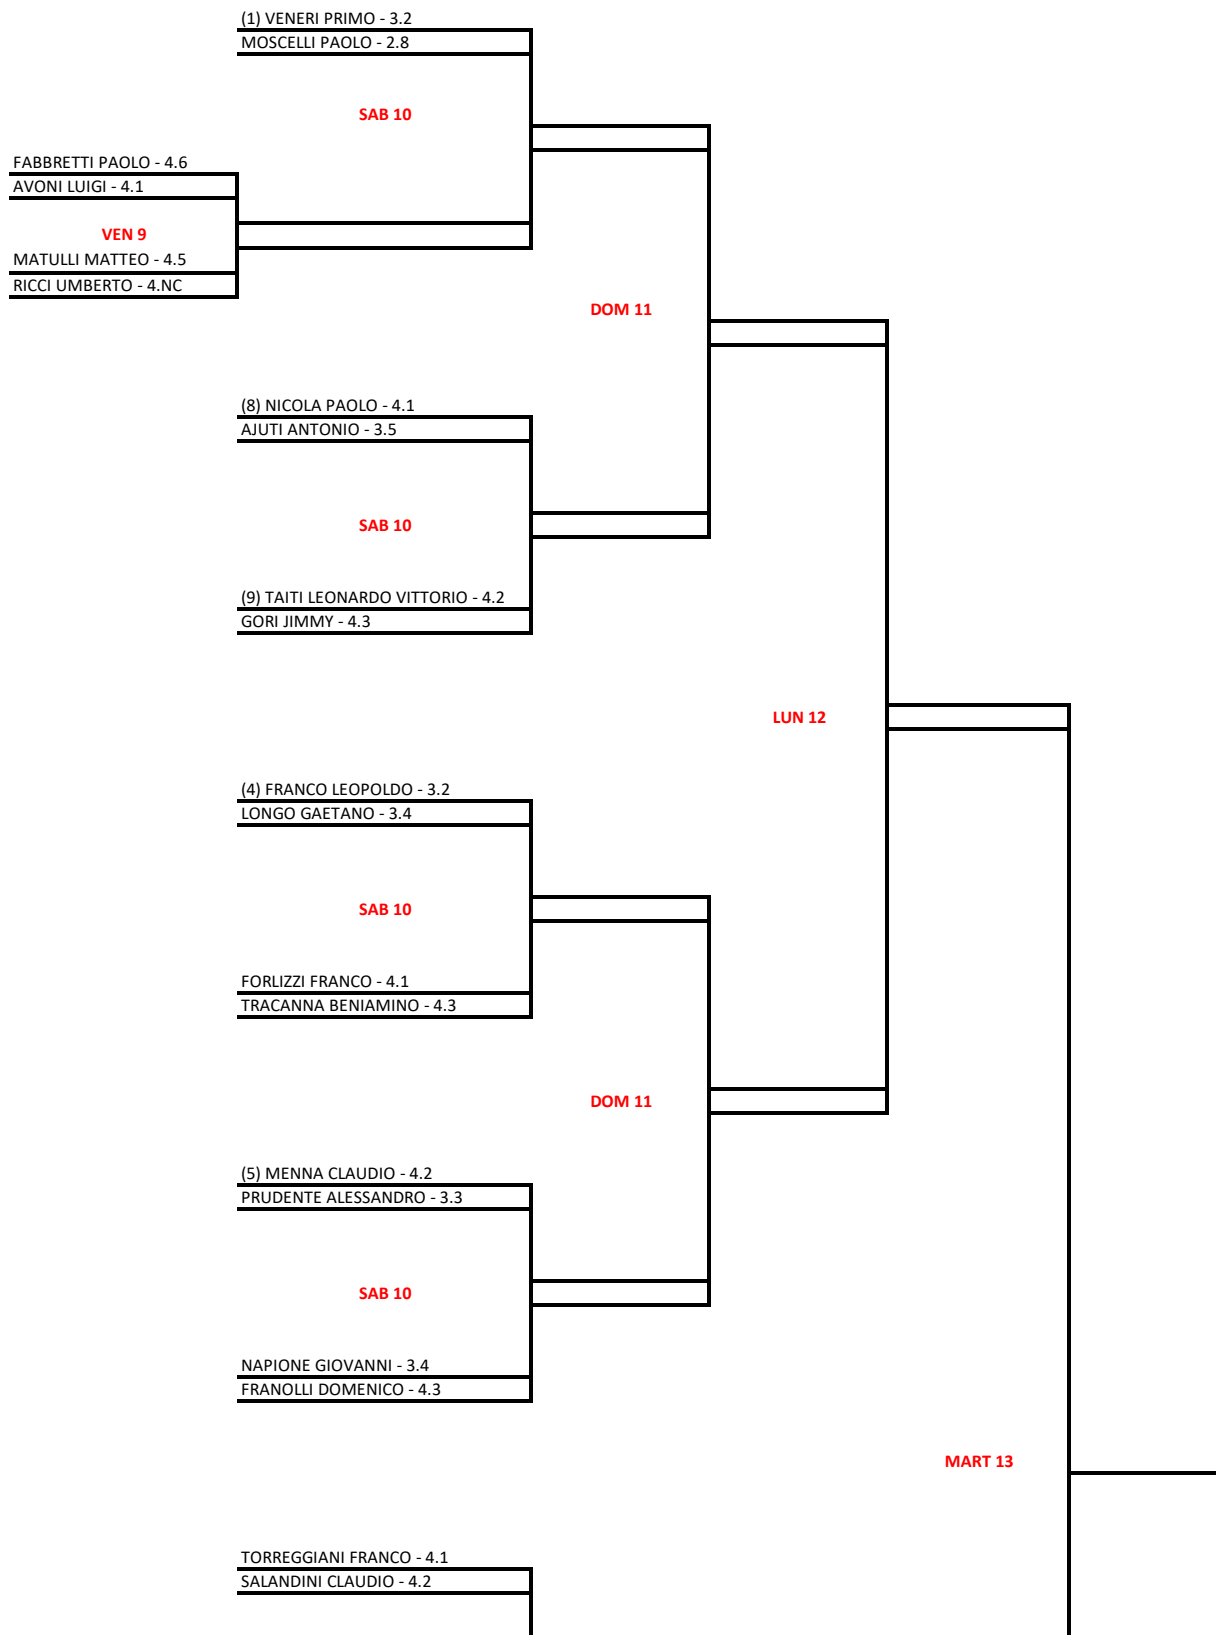 (1) VENERI PRIMO - 3.2
MOSCELLI PAOLO - 2.8
SAB 10
FABBRETTI PAOLO - 4.6
AVONI LUIGI - 4.1
VEN 9
MATULLI MATTEO - 4.5
RICCI UMBERTO - 4.NC
DOM 11
(8) NICOLA PAOLO - 4.1
AJUTI ANTONIO - 3.5
SAB 10
(9) TAITI LEONARDO VITTORIO - 4.2
GORI JIMMY - 4.3
LUN 12
(4) FRANCO LEOPOLDO - 3.2
LONGO GAETANO - 3.4
SAB 10
FORLIZZI FRANCO - 4.1
TRACANNA BENIAMINO - 4.3
DOM 11
(5) MENNA CLAUDIO - 4.2
PRUDENTE ALESSANDRO - 3.3
SAB 10
NAPIONE GIOVANNI - 3.4
FRANOLLI DOMENICO - 4.3
MART 13
TORREGGIANI FRANCO - 4.1
SALANDINI CLAUDIO - 4.2